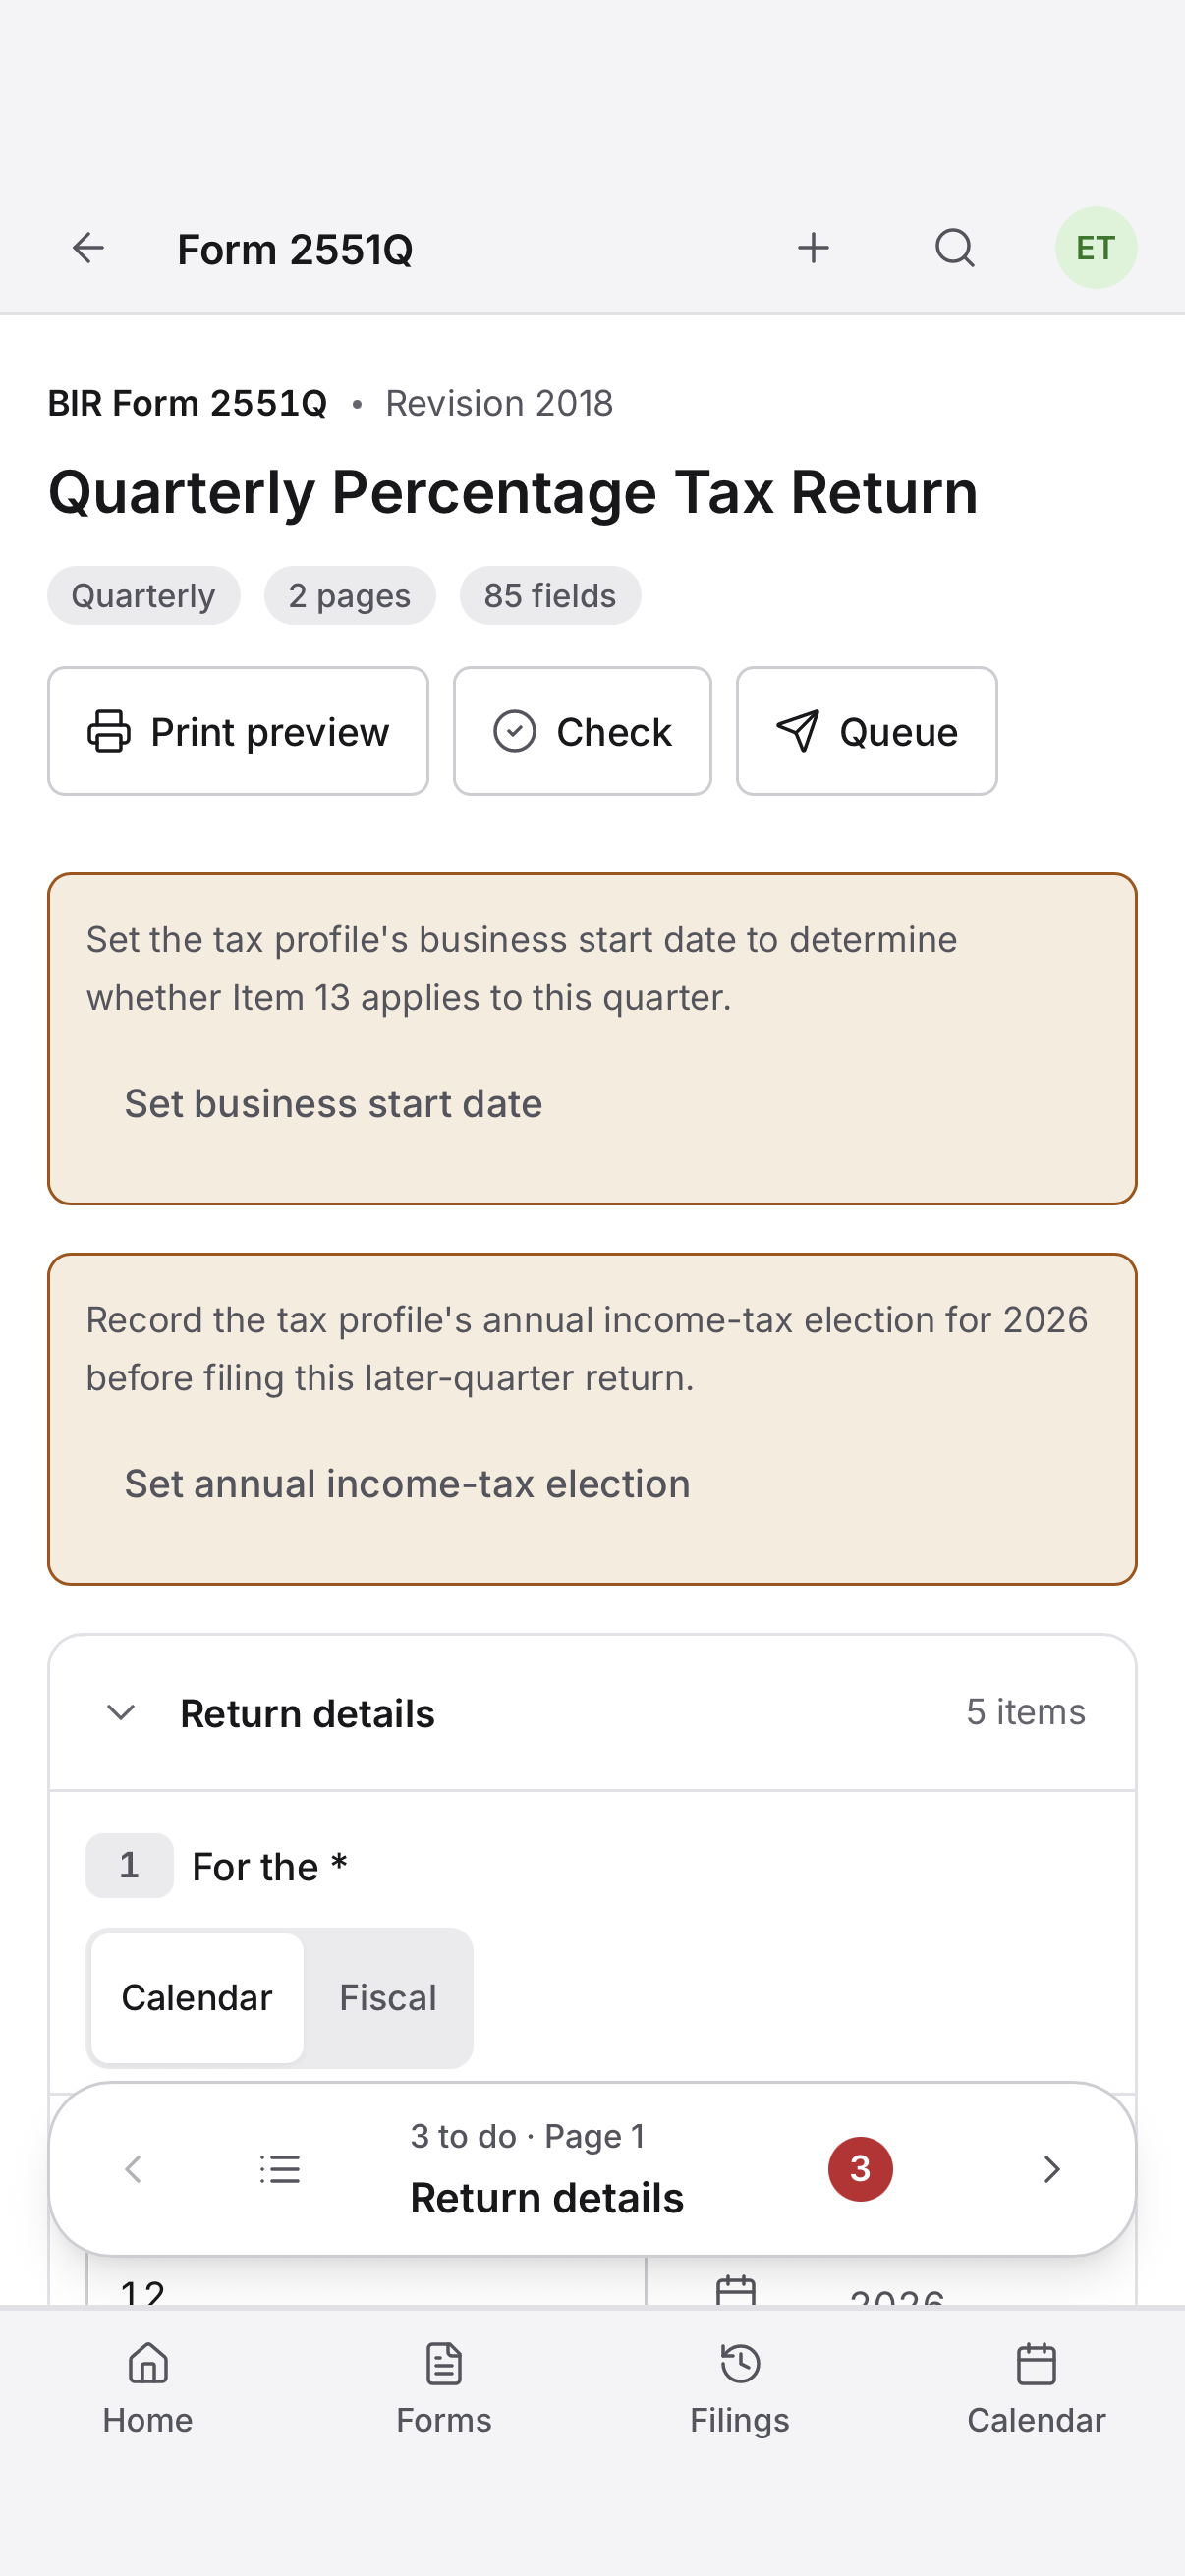 Form 2551Q
ET
BIR Form 2551Q • Revision 2018
Quarterly Percentage Tax Return
Quarterly
2 pages
85 fields
Print preview
Check
Queue
Set the tax profile's business start date to determine
whether Item 13 applies to this quarter.
Set business start date
Record the tax profile's annual income-tax election for 2026
before filing this later-quarter return.
Set annual income-tax election
Return details
5 items
1 For the *
Calendar
Fiscal
3 to do · Page 1
Return details
3
12
2026
Home
Forms
Filings
Calendar